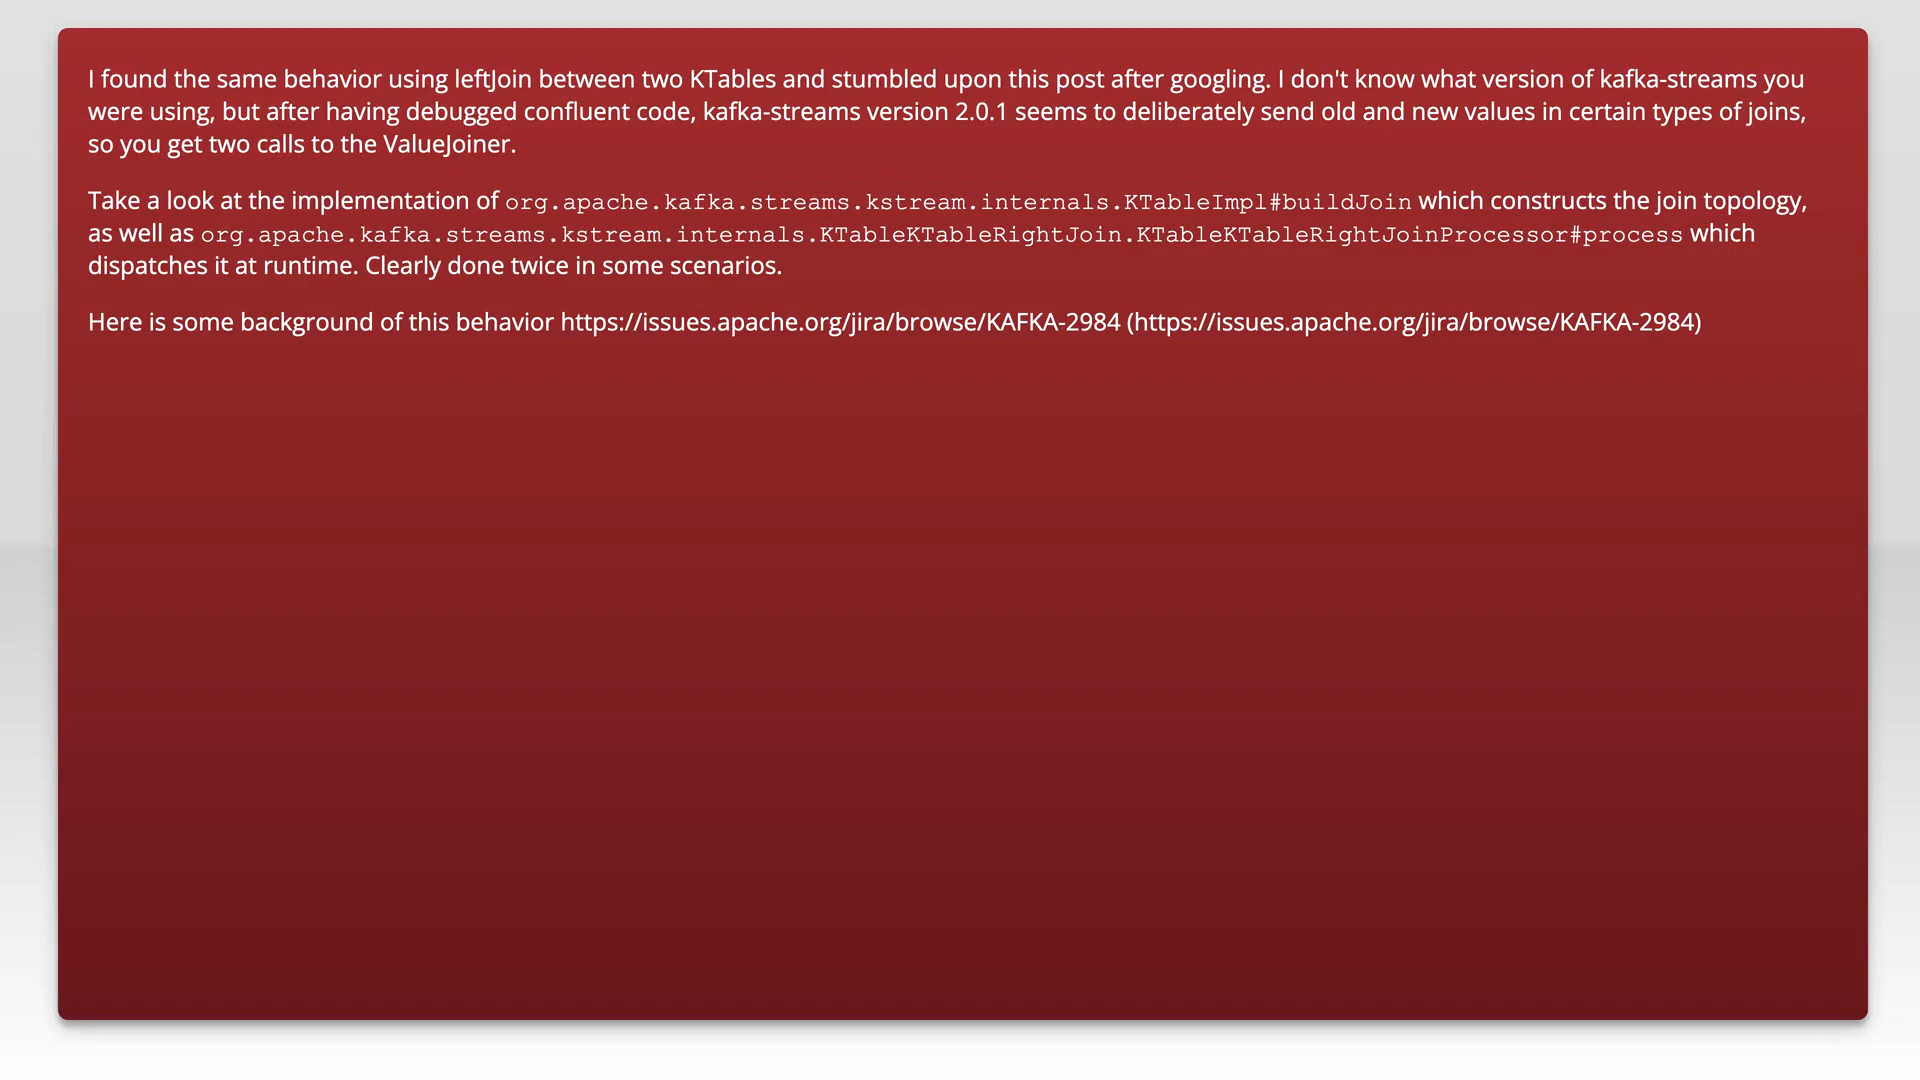 I found the same behavior using leftJoin between two KTables and stumbled upon this post after googling. I don't know what version of kafka-streams you
were using, but after having debugged confluent code, kafka-streams version 2.0.1 seems to deliberately send old and new values in certain types of joins,
so you get two calls to the ValueJoiner.
Take a look at the implementation of org.apache.kafka.streams.kstream.internals.KTableImpl#buildJoin which constructs the join topology,
as well as org.apache.kafka.streams.kstream.internals.KTableKTableRightJoin.KTableKTableRightJoinProcessor#process which
dispatches it at runtime. Clearly done twice in some scenarios.
Here is some background of this behavior https://issues.apache.org/jira/browse/KAFKA-2984 (https://issues.apache.org/jira/browse/KAFKA-2984)